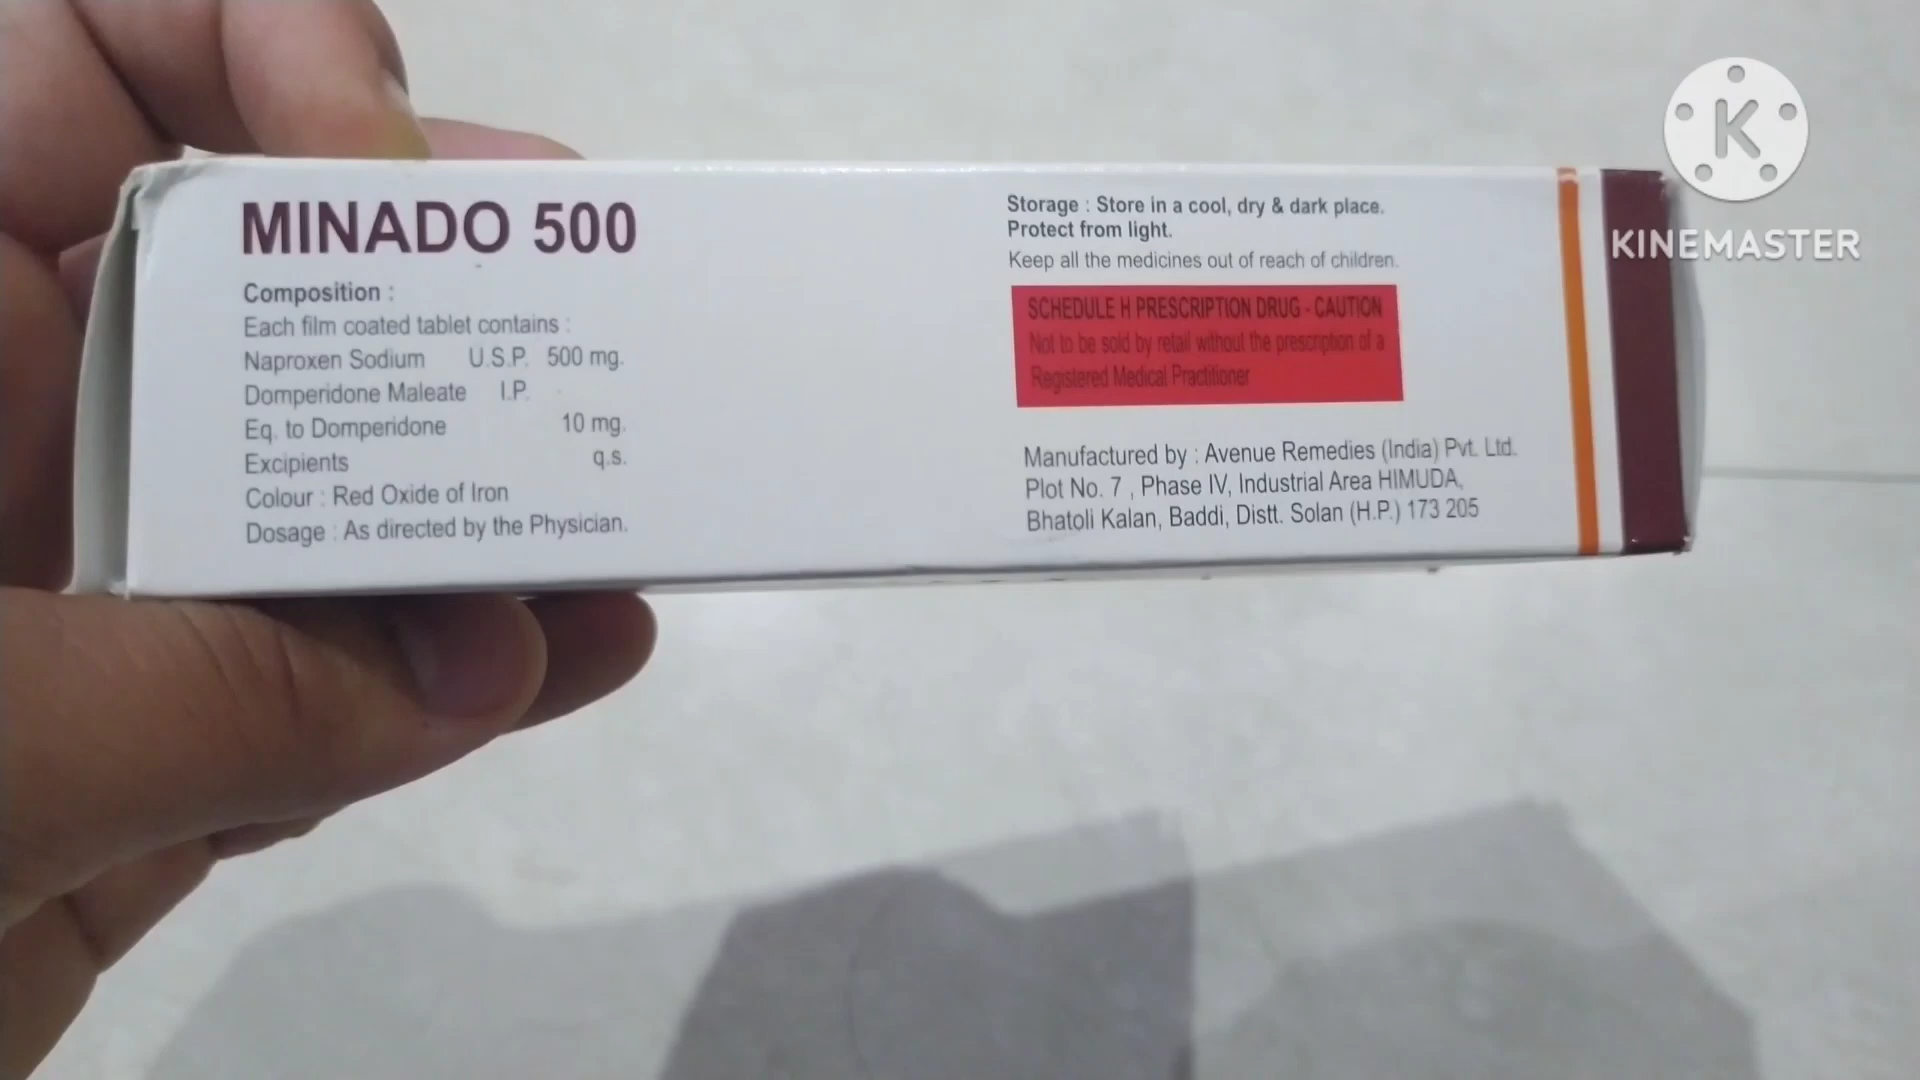 MINADO 500
Composition :
Each film coated tablet contains :
Naproxen Sodium U.S.P. 500 mg.
Domperidone Maleate I.P.
Eq. to Domperidone 10 mg.
Excipients q.s.
Colour : Red Oxide of Iron
Dosage : As directed by the Physician.
Storage : Store in a cool, dry & dark place.
Protect from light.
Keep all the medicines out of reach of children.
SCHEDULE H PRESCRIPTION DRUG - CAUTION
Not to be sold by retail without the prescription of a
Registered Medical Practitioner
Manufactured by : Avenue Remedies (India) Pvt. Ltd.
Plot No. 7 , Phase IV, Industrial Area HIMUDA,
Bhatoli Kalan, Baddi, Distt. Solan (H.P.) 173 205
K
KINEMASTER